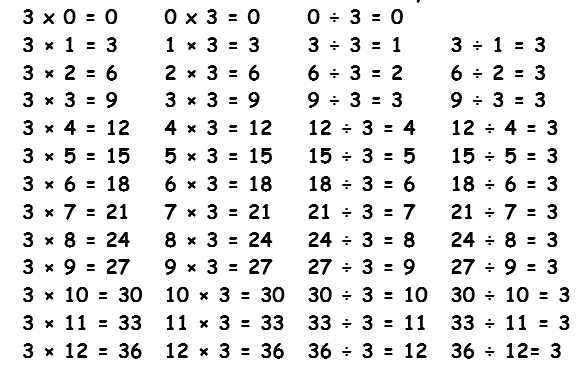 3 x 0 = 0 0 x 3 = 0 0 ÷ 3 = 0
3 × 1 = 3 1 × 3 = 3 3 ÷ 3 = 1 3 ÷ 1 = 3
3 × 2 = 6 2 × 3 = 6 6 ÷ 3 = 2 6 ÷ 2 = 3
3 × 3 = 9 3 × 3 = 9 9 ÷ 3 = 3 9 ÷ 3 = 3
3 × 4 = 12 4 × 3 = 12 12 ÷ 3 = 4 12 ÷ 4 = 3
3 × 5 = 15 5 × 3 = 15 15 ÷ 3 = 5 15 ÷ 5 = 3
3 × 6 = 18 6 × 3 = 18 18 ÷ 3 = 6 18 ÷ 6 = 3
3 × 7 = 21 7 × 3 = 21 21 ÷ 3 = 7 21 ÷ 7 = 3
3 × 8 = 24 8 × 3 = 24 24 ÷ 3 = 8 24 ÷ 8 = 3
3 × 9 = 27 9 × 3 = 27 27 ÷ 3 = 9 27 ÷ 9 = 3
3 × 10 = 30 10 × 3 = 30 30 ÷ 3 = 10 30 ÷ 10 = 3
3 × 11 = 33 11 × 3 = 33 33 ÷ 3 = 11 33 ÷ 11 = 3
3 × 12 = 36 12 × 3 = 36 36 ÷ 3 = 12 36 ÷ 12= 3